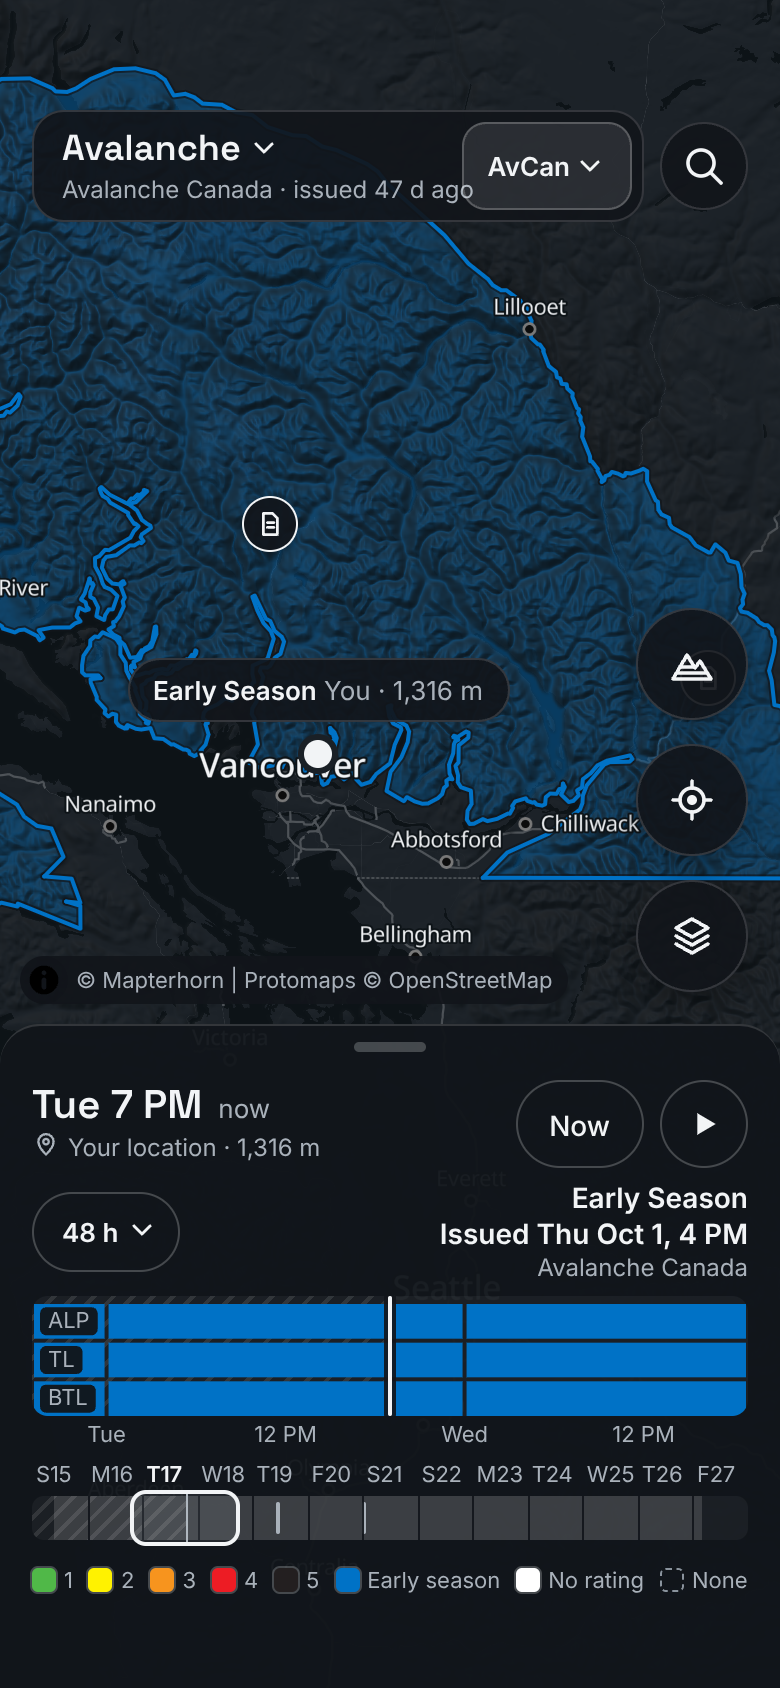 Avalanche
Avalanche Canada · issued 47 d ago
AvCan
Lillooet
River
Early Season You · 1,316 m
Vancouver
Nanaimo
Chilliwack
Abbotsford
Bellingham
© Mapterhorn | Protomaps © OpenStreetMap
Victoria
Tue 7 PM now
Now
Your location · 1,316 m
Everett
48 h
Early Season
Issued Thu Oct 1, 4 PM
Avalanche Canada
Seattle
ALP
TL
BTL
Tue 12 PM Wed 12 PM
S15 M16 T17 W18 T19 F20 S21 S22 M23 T24 W25 T26 F27
1 2 3 4 5 Early season No rating None